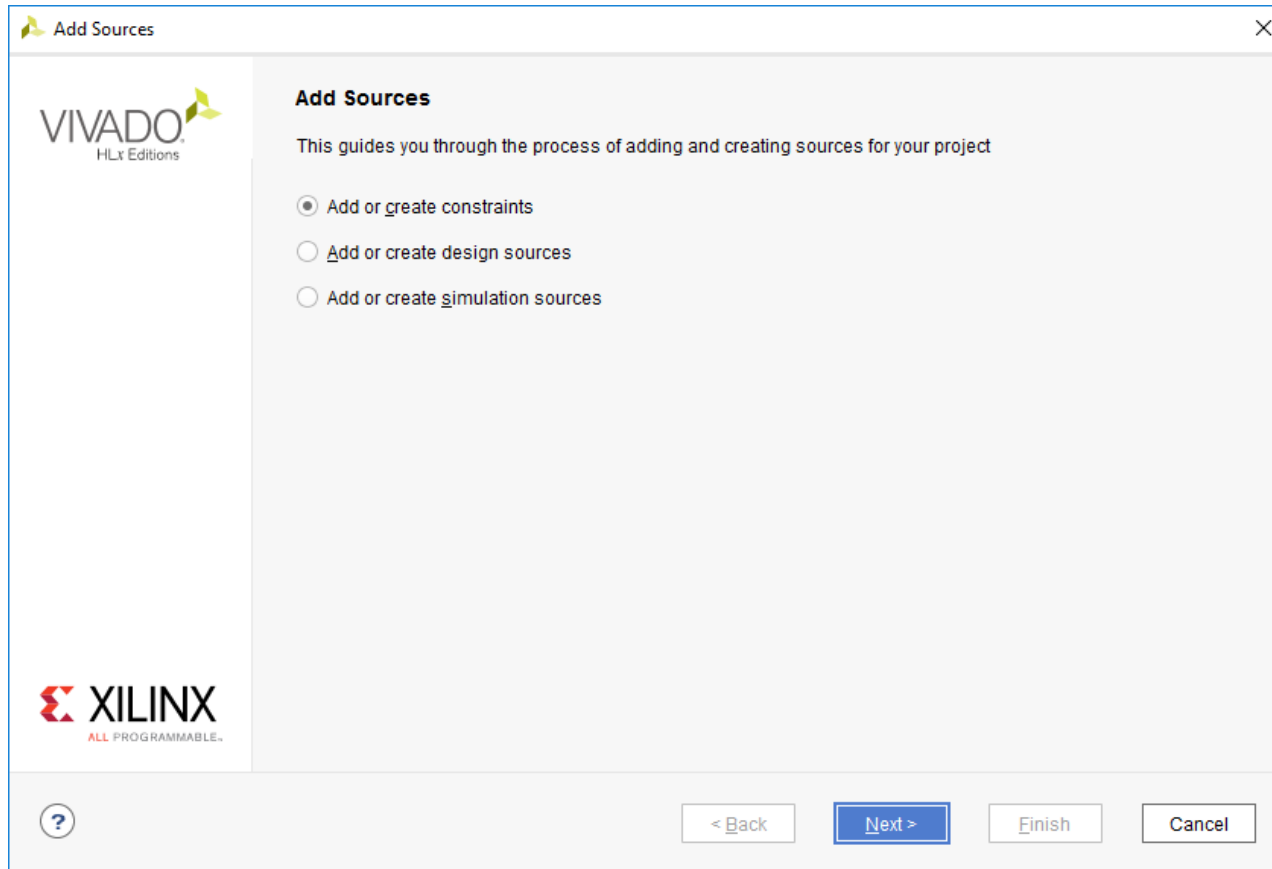 Add Sources
VIVADO
HLx Editions
Add Sources
This guides you through the process of adding and creating sources for your project
Add or create constraints
Add or create design sources
Add or create simulation sources
XILINX
ALL PROGRAMMABLE™
?
< Back
Next >
Finish
Cancel